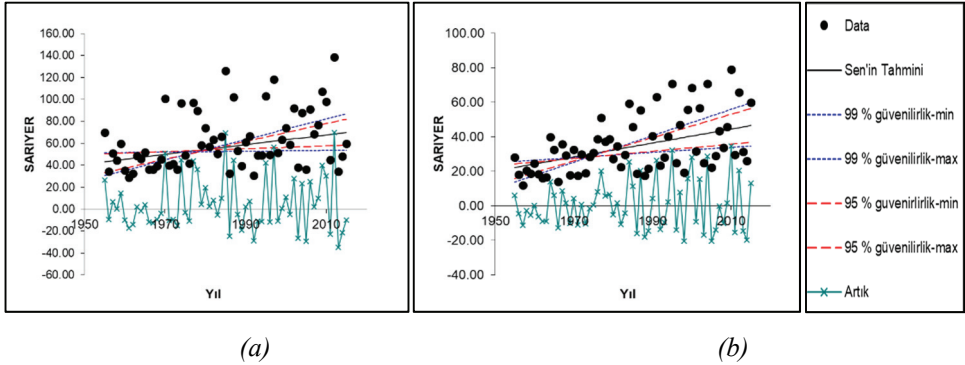 160.00
140.00
120.00
100.00
80.00
60.00
40.00
20.00
0.00
-20.00
-40.00
-60.00
SARIYER
1950
1970
1990
2010
Yıl
100.00
80.00
60.00
40.00
20.00
0.00
-20.00
-40.00
SARIYER
1950
1970
1990
2010
Yıl
Data
Sen'in Tahmini
99 % güvenilirlik-min
99 % güvenilirlik-max
95 % guvenirlirlik-min
95 % güvenilirlik-max
Artık
(a)
(b)